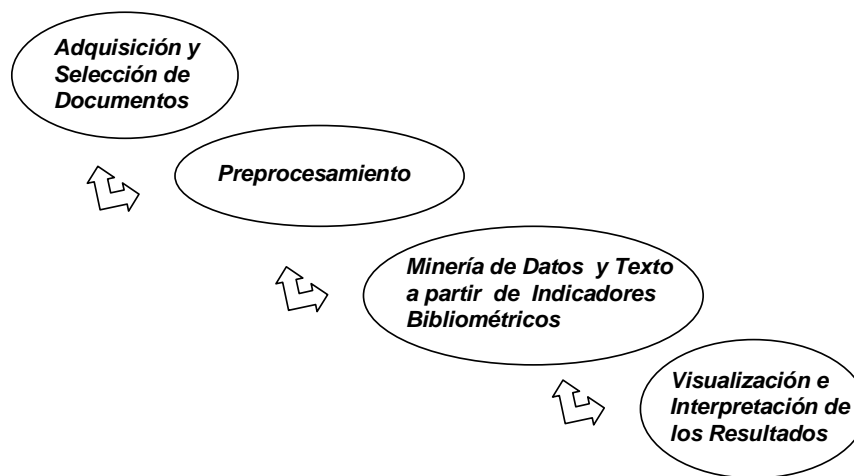 Adquisición y
Selección de
Documentos
Preprocesamiento
Minería de Datos y Texto
a partir de Indicadores
Bibliométricos
Visualización e
Interpretación de
los Resultados